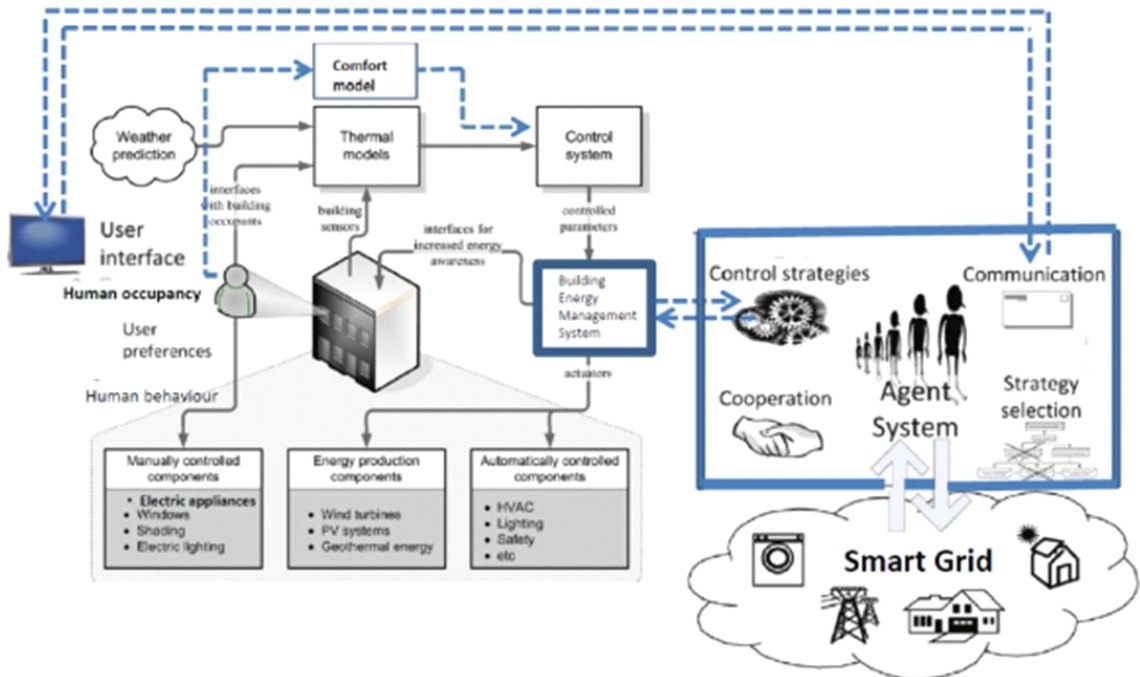 Comfort
model
Weather
prediction
Thermal
models
Control
system
interfaces
with building
occupants
building
sensors
controlled
parameters
interfaces for
increased energy
awareness
User
interface
Human occupancy
User
preferences
Human behaviour
Building
Energy
Management
System
actuators
Control strategies
Communication
Cooperation
Agent
System
Strategy
selection
Manually controlled
components
• Electric appliances
• Windows
• Shading
• Electric lighting
Energy production
components
• Wind turbines
• PV systems
• Geothermal energy
Automatically controlled
components
• HVAC
• Lighting
• Safety
• etc
Smart Grid